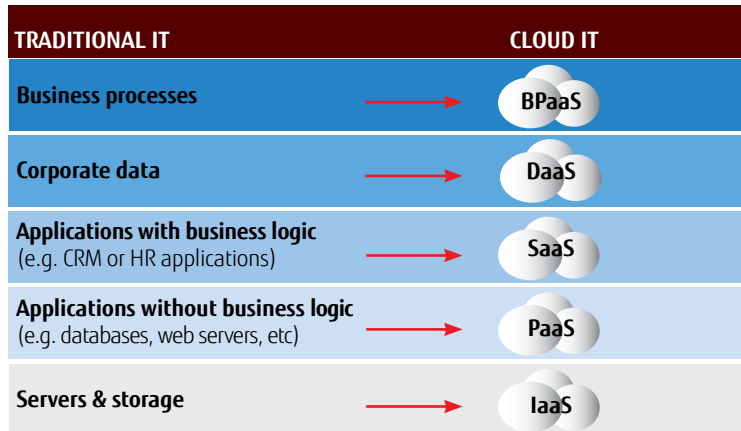 TRADITIONAL IT CLOUD IT
Business processes BPaaS
Corporate data DaaS
Applications with business logic
(e.g. CRM or HR applications) SaaS
Applications without business logic
(e.g. databases, web servers, etc) PaaS
Servers & storage IaaS